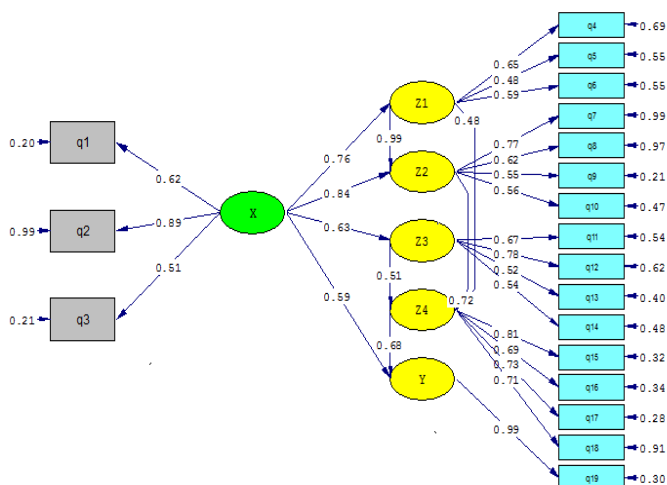 q4
0.69
q5
0.55
0.65
0.48
q6
0.55
0.59
Z1
0.48
q7
0.99
0.20
q1
0.99
0.77
q8
0.97
0.76
0.62
Z2
q9
0.21
0.62
0.84
0.55
0.56
q10
0.47
X
0.99
q2
0.89
0.63
Z3
0.67
q11
0.54
0.78
q12
0.62
0.51
0.51
0.52
0.54
q13
0.40
0.59
0.72
Z4
0.21
q3
q14
0.48
0.81
0.68
0.69
q15
0.32
0.73
0.71
q16
0.34
Y
q17
0.28
0.99
q18
0.91
q19
0.30